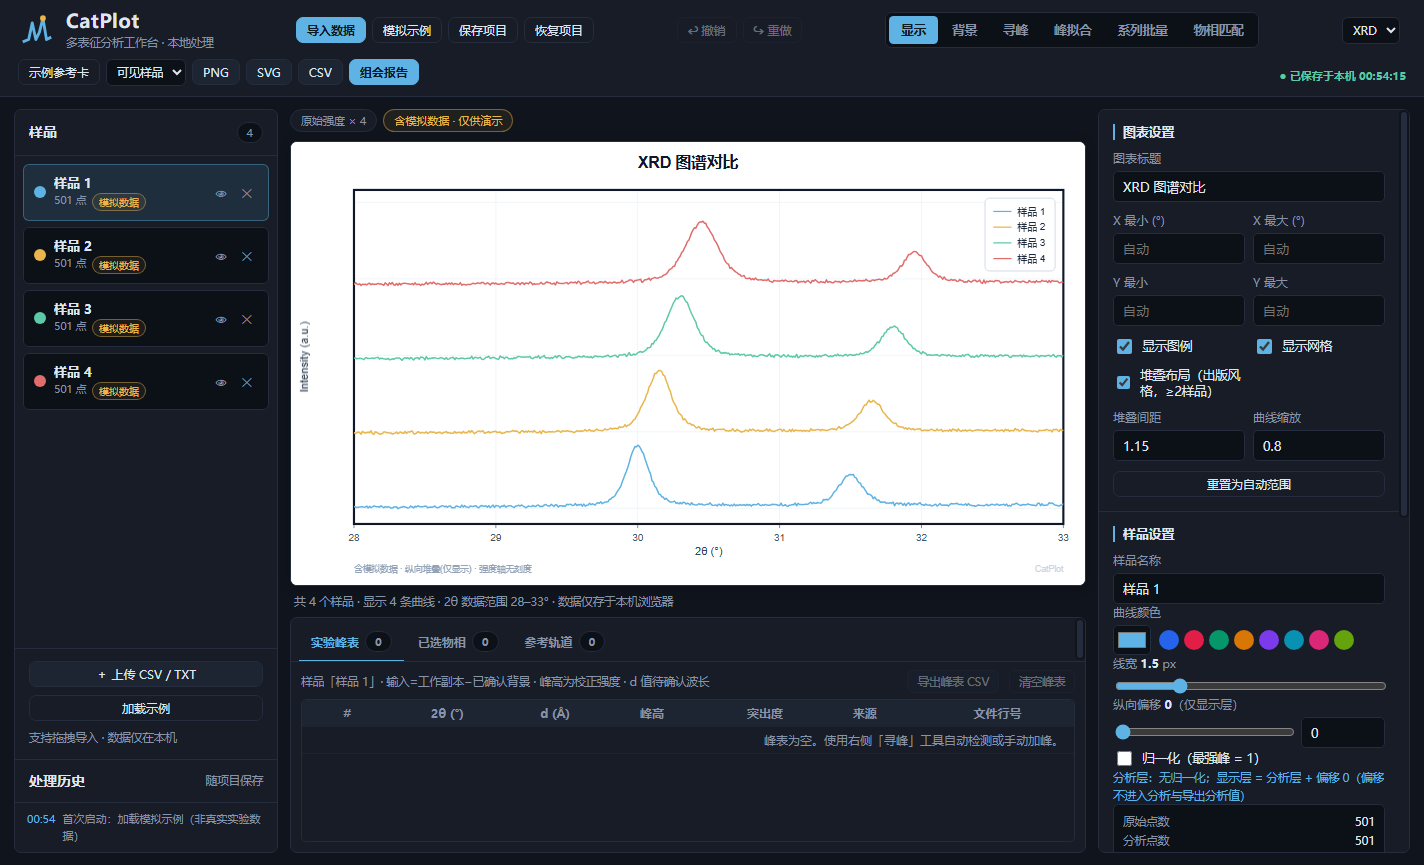 CatPlot
多表征分析工作台 · 本地处理
导入数据 模拟示例 保存项目 恢复项目 ↩ 撤销 ↪ 重做
显示 背景 寻峰 峰拟合 系列批量 物相匹配 XRD
示例参考卡 可见样品 PNG SVG CSV 组会报告
● 已保存于本机 00:54:15
样品 4
样品 1
501 点 模拟数据
样品 2
501 点 模拟数据
样品 3
501 点 模拟数据
样品 4
501 点 模拟数据
+ 上传 CSV / TXT
加载示例
支持拖拽导入 · 数据仅在本机
处理历史 随项目保存
00:54 首次启动：加载模拟示例（非真实实验数
据）
原始强度 × 4 含模拟数据 · 仅供演示
XRD 图谱对比
样品 1
样品 2
样品 3
样品 4
Intensity (a.u.)
28 29 30 31 32 33
2θ (°)
含模拟数据 · 纵向堆叠(仅显示) · 强度轴无刻度
CatPlot
共 4 个样品 · 显示 4 条曲线 · 2θ 数据范围 28–33° · 数据仅存于本机浏览器
实验峰表 0 已选物相 0 参考轨道 0
样品「样品 1」· 输入=工作副本−已确认背景 · 峰高为校正强度 · d 值待确认波长
导出峰表 CSV 清空峰表
# 2θ (°) d (Å) 峰高 突出度 来源 文件行号
峰表为空。使用右侧「寻峰」工具自动检测或手动加峰。
图表设置
图表标题
XRD 图谱对比
X 最小 (°) X 最大 (°)
自动 自动
Y 最小 Y 最大
自动 自动
显示图例 显示网格
堆叠布局（出版风
格，≥2样品）
堆叠间距 曲线缩放
1.15 0.8
重置为自动范围
样品设置
样品名称
样品 1
曲线颜色
线宽 1.5 px
纵向偏移 0（仅显示层）
0
归一化（最强峰 = 1）
分析层：无归一化；显示层 = 分析层 + 偏移 0（偏移
不进入分析与导出分析值）
原始点数 501
分析点数 501